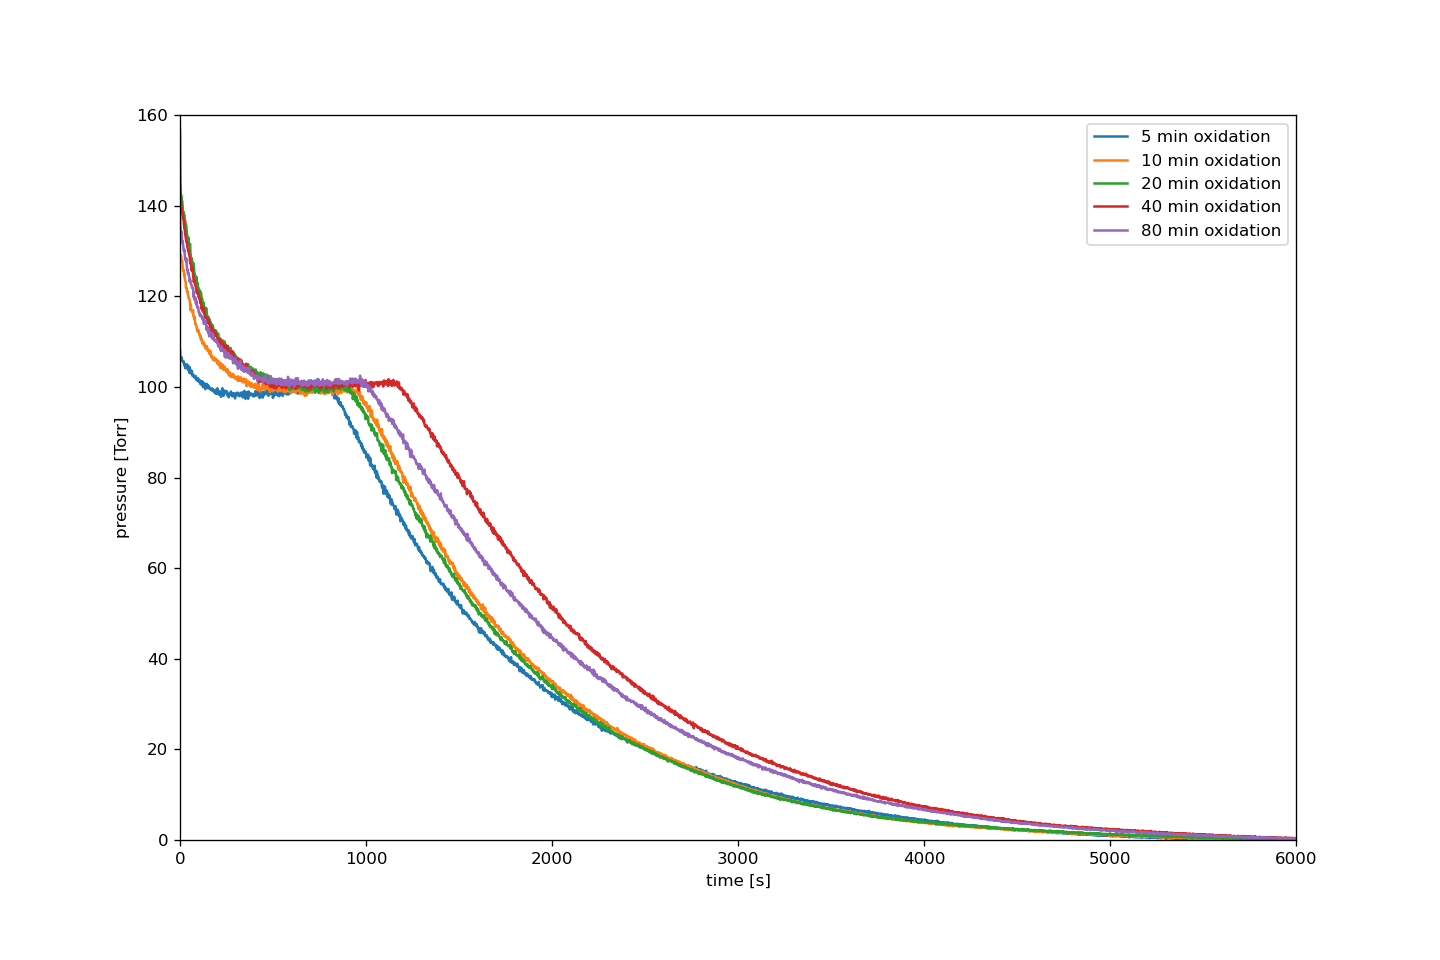 160
140
120
100
80
60
40
20
0
pressure [Torr]
5 min oxidation
10 min oxidation
20 min oxidation
40 min oxidation
80 min oxidation
0 1000 2000 3000 4000 5000 6000
time [s]